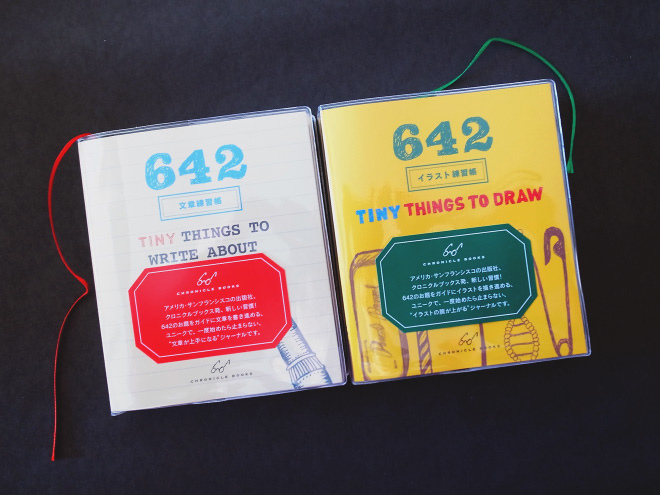 642
文章練習帳
TINY THINGS TO
WRITE ABOUT
CHRONICLE BOOKS
アメリカ・サンフランシスコの出版社、
クロニクルブックス発、新しい習慣!
642のお題をガイドに文章を書き進める、
ユニークで、一度始めたら止まらない、
“文章が上手になる”ジャーナルです。
CHRONICLE BOOKS
642
イラスト練習帳
TINY THINGS TO DRAW
CHRONICLE BOOKS
アメリカ・サンフランシスコの出版社、
クロニクルブックス発、新しい習慣!
642のお題をガイドにイラストを描き進める、
ユニークで、一度始めたら止まらない、
“イラストの腕が上がる”ジャーナルです。
CHRONICLE BOOKS